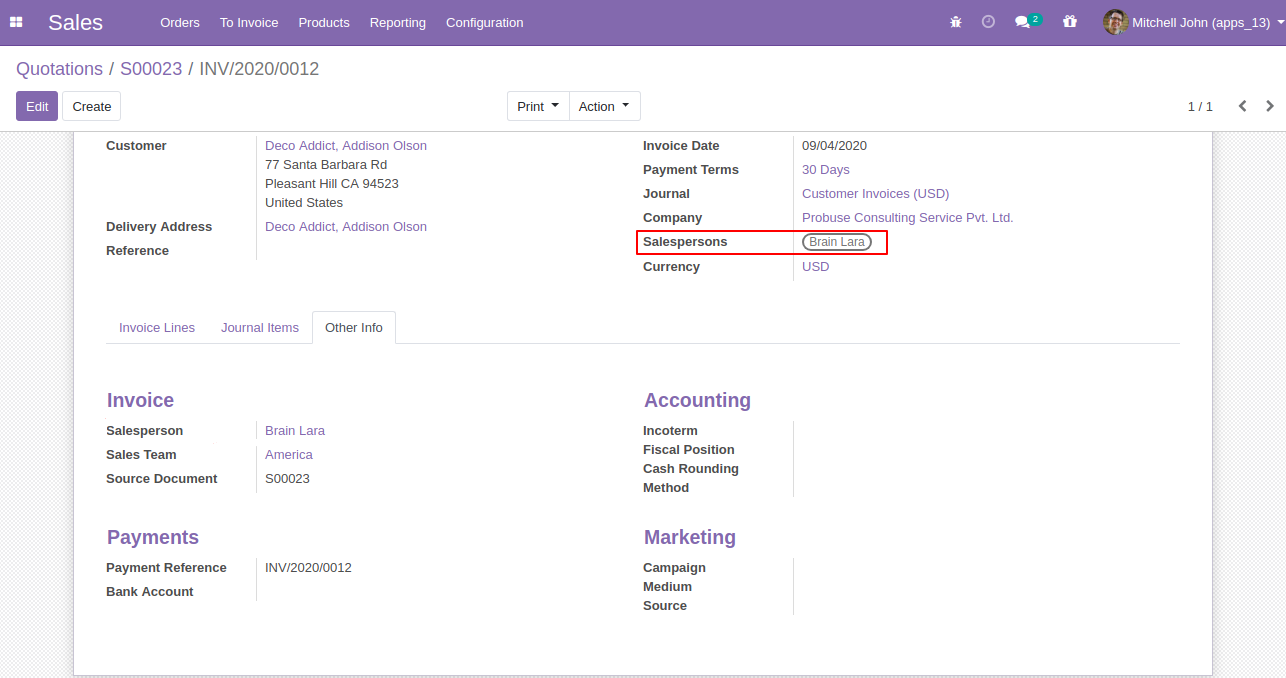 Sales Orders To Invoice Products Reporting Configuration 2 Mitchell John (apps_13)
Quotations / S00023 / INV/2020/0012
Edit Create Print Action 1 / 1
Customer Deco Addict, Addison Olson
77 Santa Barbara Rd
Pleasant Hill CA 94523
United States
Delivery Address Deco Addict, Addison Olson
Reference
Invoice Date 09/04/2020
Payment Terms 30 Days
Journal Customer Invoices (USD)
Company Probuse Consulting Service Pvt. Ltd.
Salespersons Brain Lara
Currency USD
Invoice Lines Journal Items Other Info
Invoice
Salesperson Brain Lara
Sales Team America
Source Document S00023
Accounting
Incoterm
Fiscal Position
Cash Rounding
Method
Payments
Payment Reference INV/2020/0012
Bank Account
Marketing
Campaign
Medium
Source